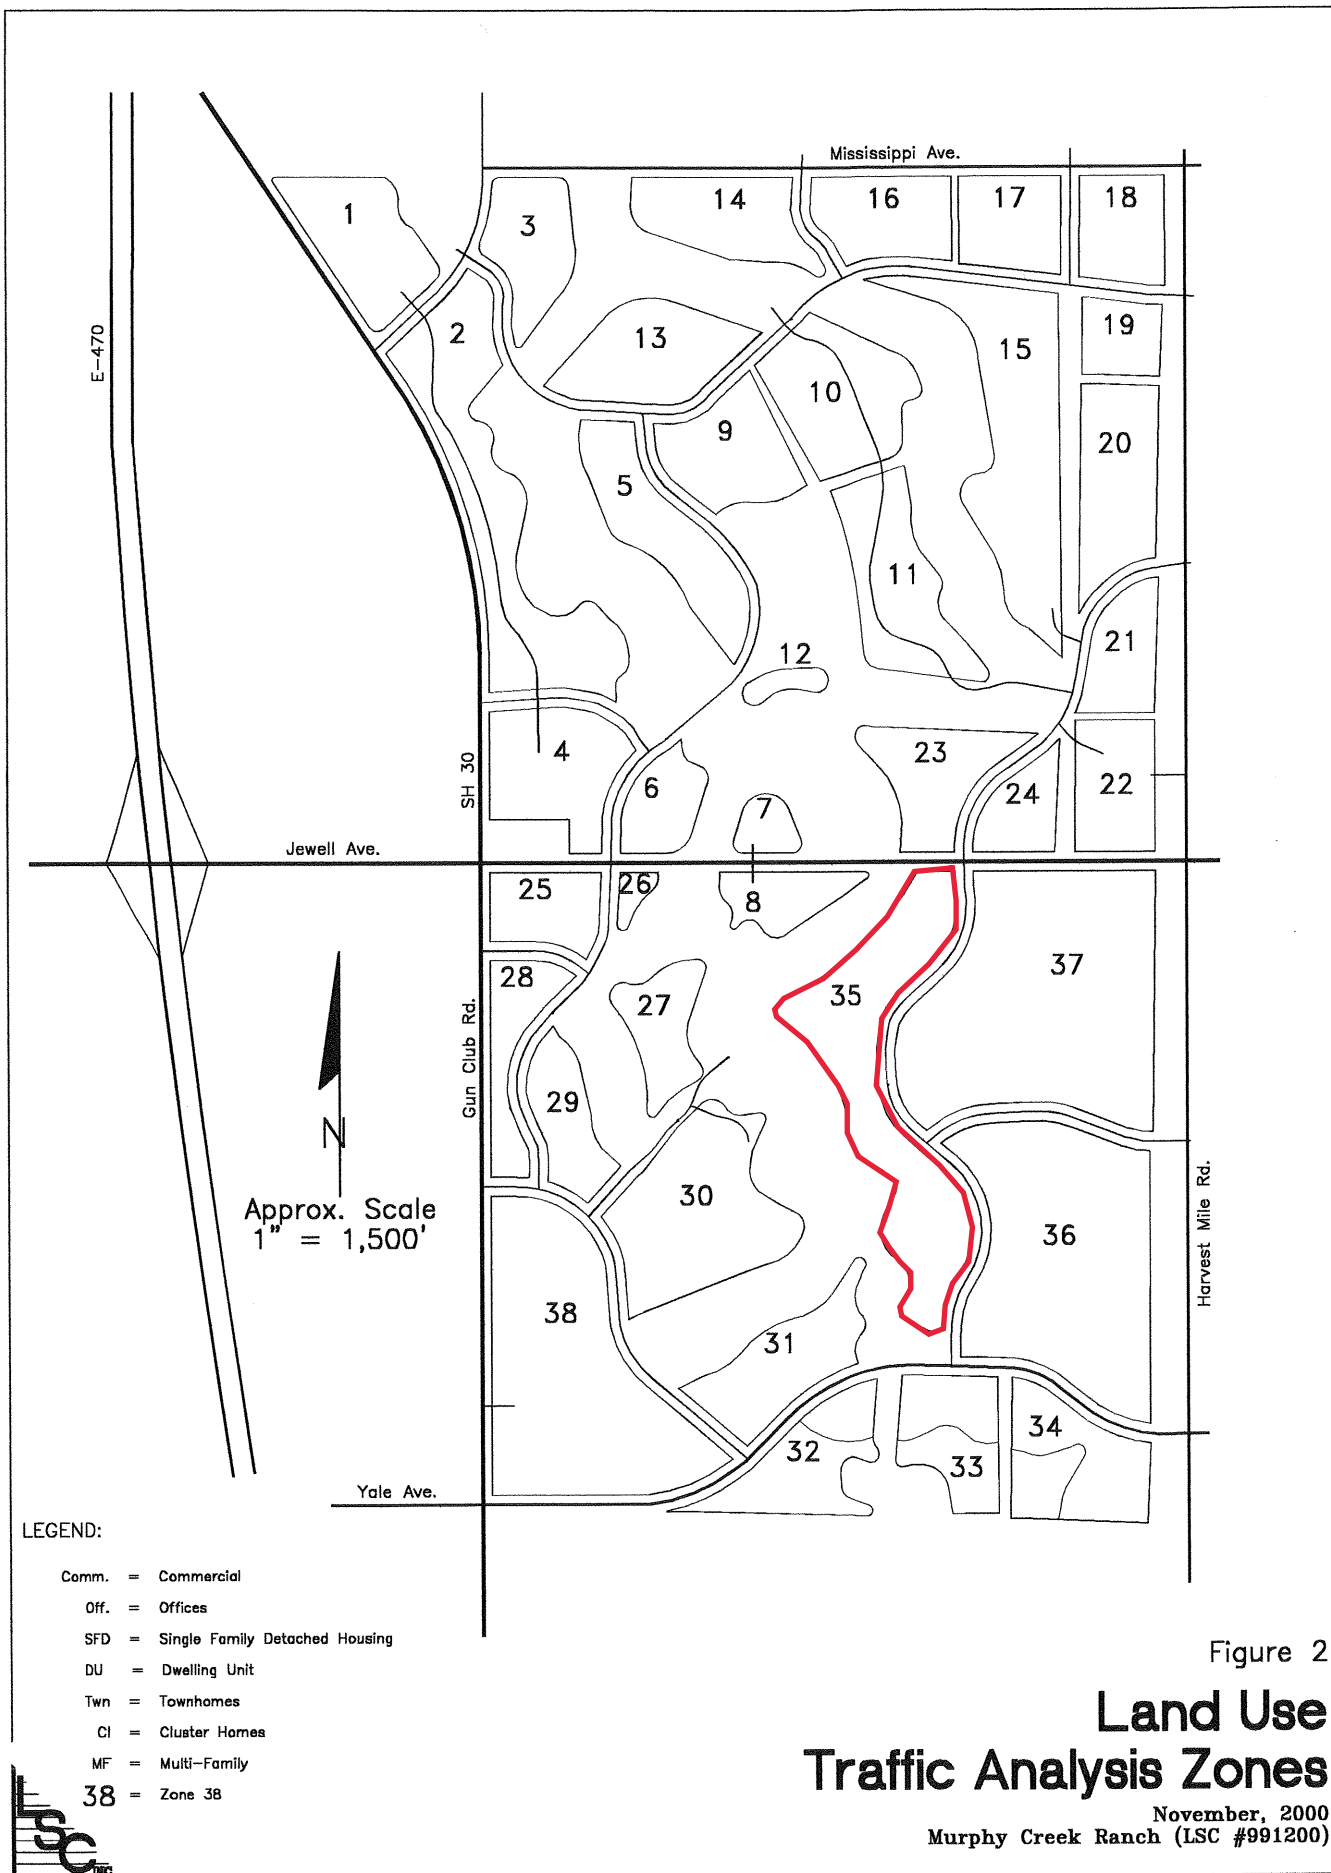 Mississippi Ave.
1
3
14
16
17
18
2
13
15
19
E-470
10
9
20
5
11
12
21
4
6
23
24
22
7
SH 30
Jewell Ave.
25
26
8
28
27
35
37
Gun Club Rd.
29
N
30
36
Harvest Mile Rd.
Approx. Scale
1" = 1,500'
38
31
34
32
33
Yale Ave.
LEGEND:
Comm. = Commercial
Off. = Offices
SFD = Single Family Detached Housing
DU = Dwelling Unit
Twn = Townhomes
Cl = Cluster Homes
MF = Multi-Family
38 = Zone 38
LSC
INC
Figure 2
Land Use
Traffic Analysis Zones
November, 2000
Murphy Creek Ranch (LSC #991200)